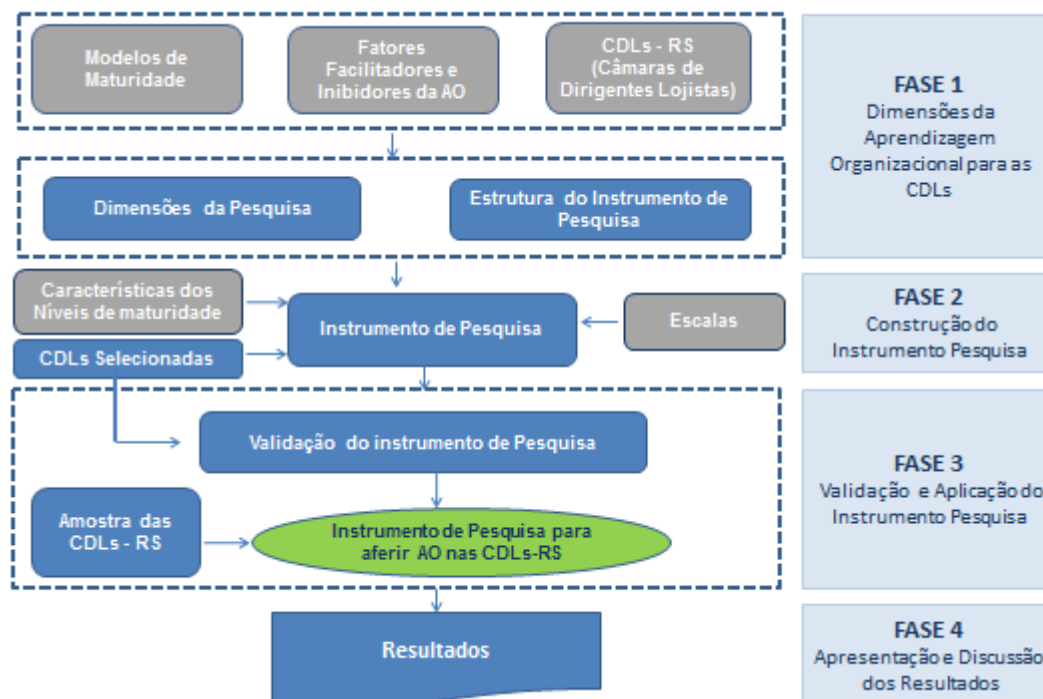 Modelos de
Maturidade
Fatores
Facilitadores e
Inibidores da AO
CDLs - RS
(Câmaras de
Dirigentes Lojistas)
FASE 1
Dimensões da
Aprendizagem
Organizacional para as
CDLs
Dimensões da Pesquisa
Estrutura do Instrumento de
Pesquisa
Características dos
Níveis de maturidade
CDLs Selecionadas
Instrumento de Pesquisa
Escalas
FASE 2
Construção do
Instrumento Pesquisa
Validação do instrumento de Pesquisa
Amostra das
CDLs - RS
Instrumento de Pesquisa para
aferir AO nas CDLs-RS
FASE 3
Validação e Aplicação do
Instrumento Pesquisa
Resultados
FASE 4
Apresentação e Discussão
dos Resultados